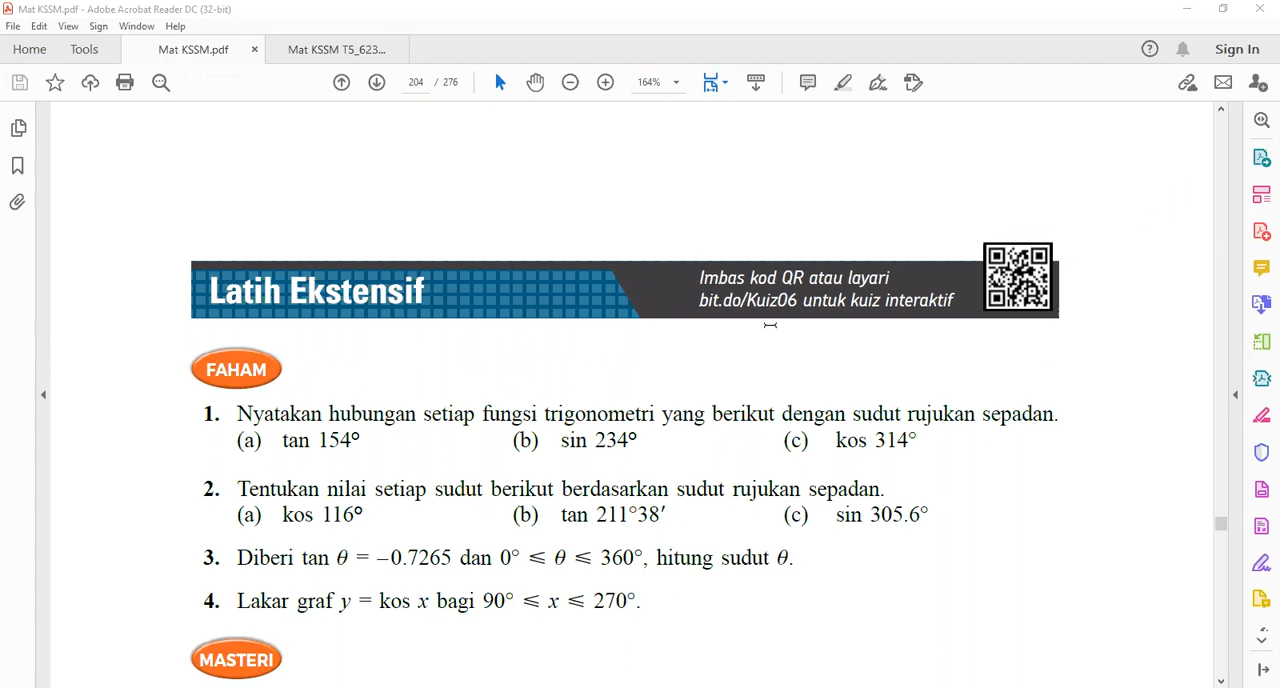 Mat KSSM.pdf - Adobe Acrobat Reader DC (32-bit)
File Edit View Sign Window Help
Home Tools Mat KSSM.pdf × Mat KSSM T5_623... Sign In
204 / 276 164%
Latih Ekstensif
Imbas kod QR atau layari
bit.do/Kuiz06 untuk kuiz interaktif
FAHAM
1. Nyatakan hubungan setiap fungsi trigonometri yang berikut dengan sudut rujukan sepadan.
(a) tan 154° (b) sin 234° (c) kos 314°
2. Tentukan nilai setiap sudut berikut berdasarkan sudut rujukan sepadan.
(a) kos 116° (b) tan 211°38′ (c) sin 305.6°
3. Diberi tan θ = −0.7265 dan 0° ⩽ θ ⩽ 360°, hitung sudut θ.
4. Lakar graf y = kos x bagi 90° ⩽ x ⩽ 270°.
MASTERI